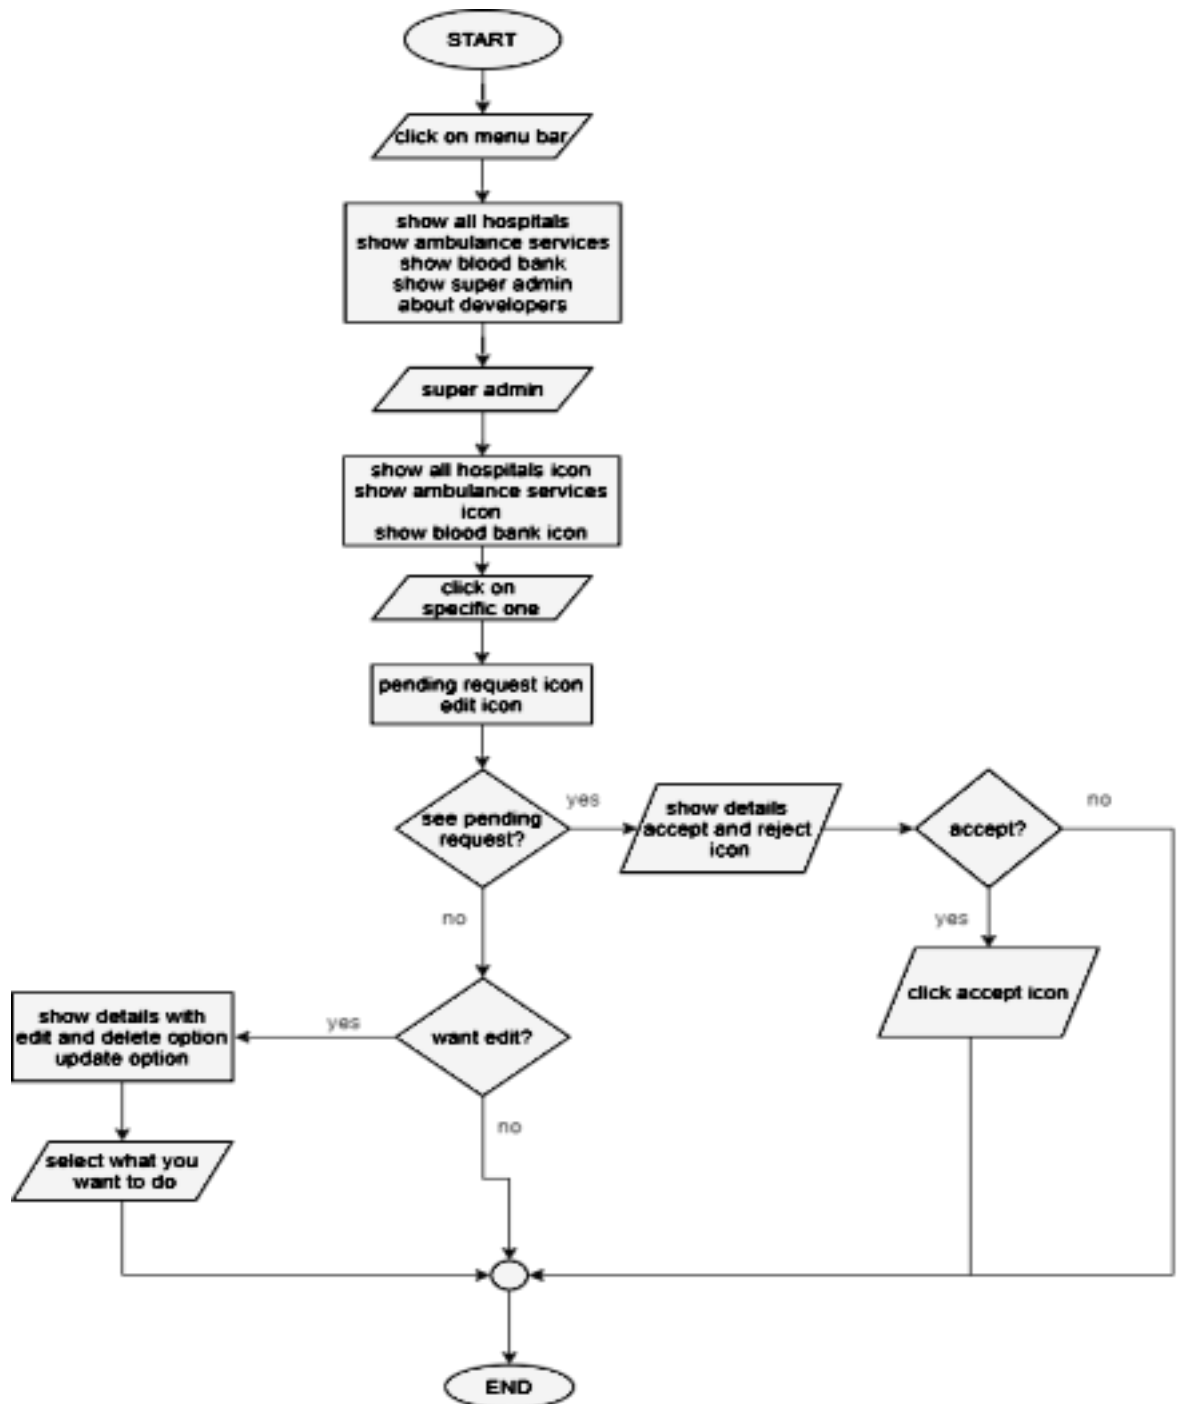 START
click on menu bar
show all hospitals
show ambulance services
show blood bank
show super admin
about developers
super admin
show all hospitals icon
show ambulance services
icon
show blood bank icon
click on
specific one
pending request icon
edit icon
see pending
request?
yes
show details
accept and reject
icon
accept?
no
no
yes
click accept icon
want edit?
yes
show details with
edit and delete option
update option
no
select what you
want to do
END